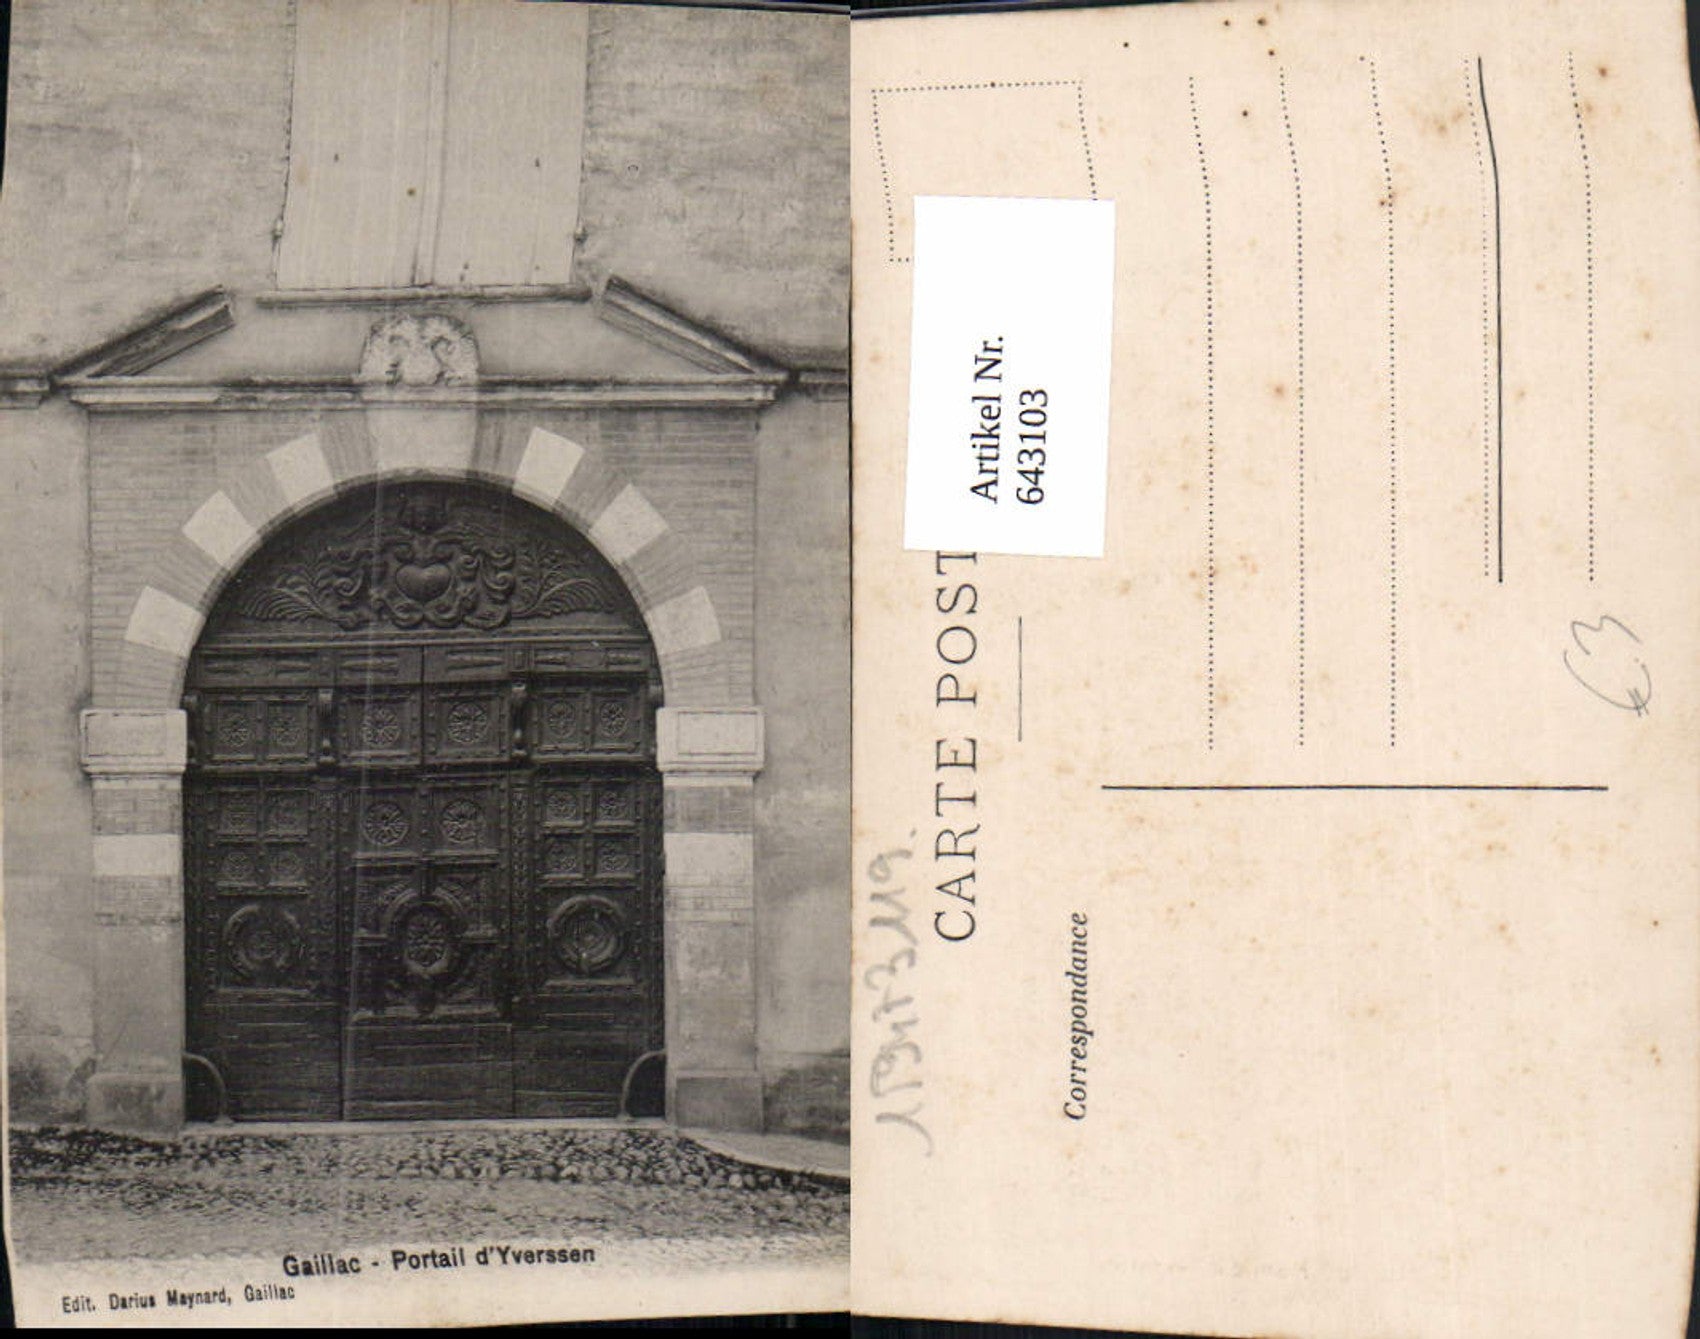 Gaillac - Portail d'Yverssen
Edit. Darius Maynard, Gaillac
CARTE POST
Artikel Nr.
643103
Correspondance